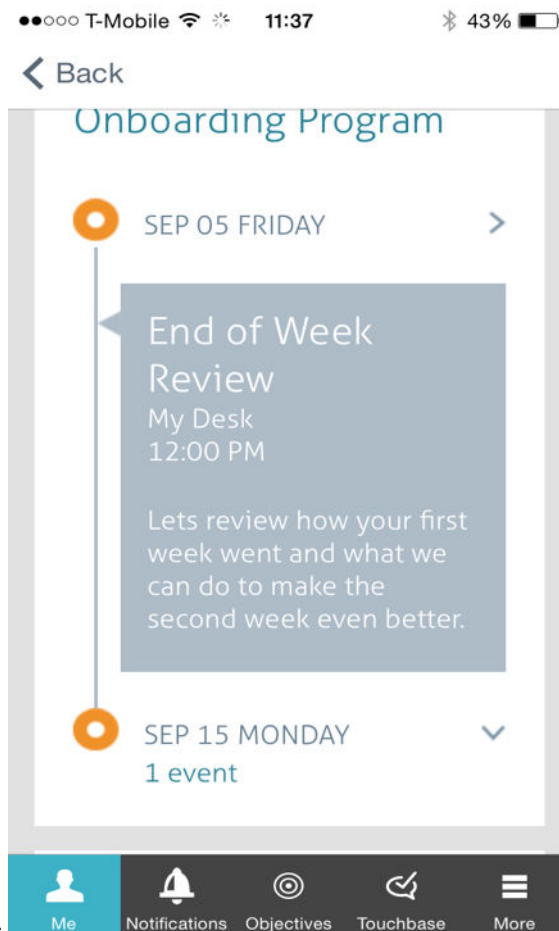 T-Mobile 11:37 43%
Back
Onboarding Program
SEP 05 FRIDAY
End of Week
Review
My Desk
12:00 PM
Lets review how your first
week went and what we
can do to make the
second week even better.
SEP 15 MONDAY
1 event
Me Notifications Objectives Touchbase More